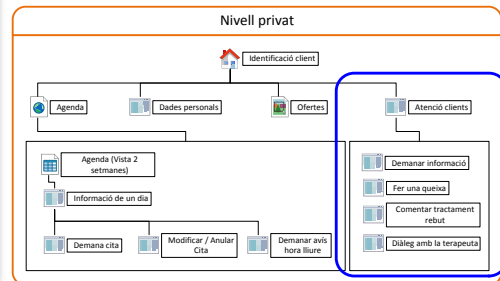 Nivell privat
Identificació client
Agenda
Dades personals
Ofertes
Atenció clients
Agenda (Vista 2
setmanes)
Informació de un dia
Demana cita
Modificar / Anular
Cita
Demanar avís
hora lliure
Demanar informació
Fer una queixa
Comentar tractament
rebut
Diàleg amb la terapeuta